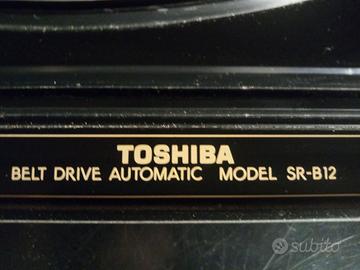 TOSHIBA
BELT DRIVE AUTOMATIC MODEL SR-B12
subito